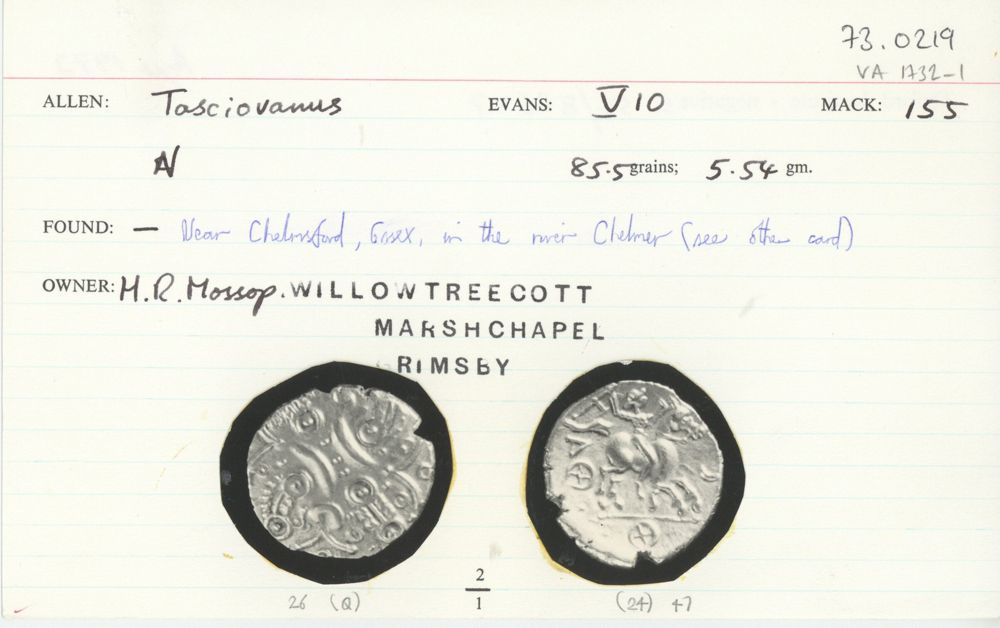 73.0219
VA 1732-1
ALLEN: Tasciovanus EVANS: V 10 MACK: 155
AV 85.5 grains; 5.54 gm.
FOUND: — Near Chelmsford, Essex, in the river Chelmer (see other card)
OWNER: H.R. Mossop. WILLOWTREECOTT
MARSHCHAPEL
RIMSBY
2
1
26 (Q) (24) 47